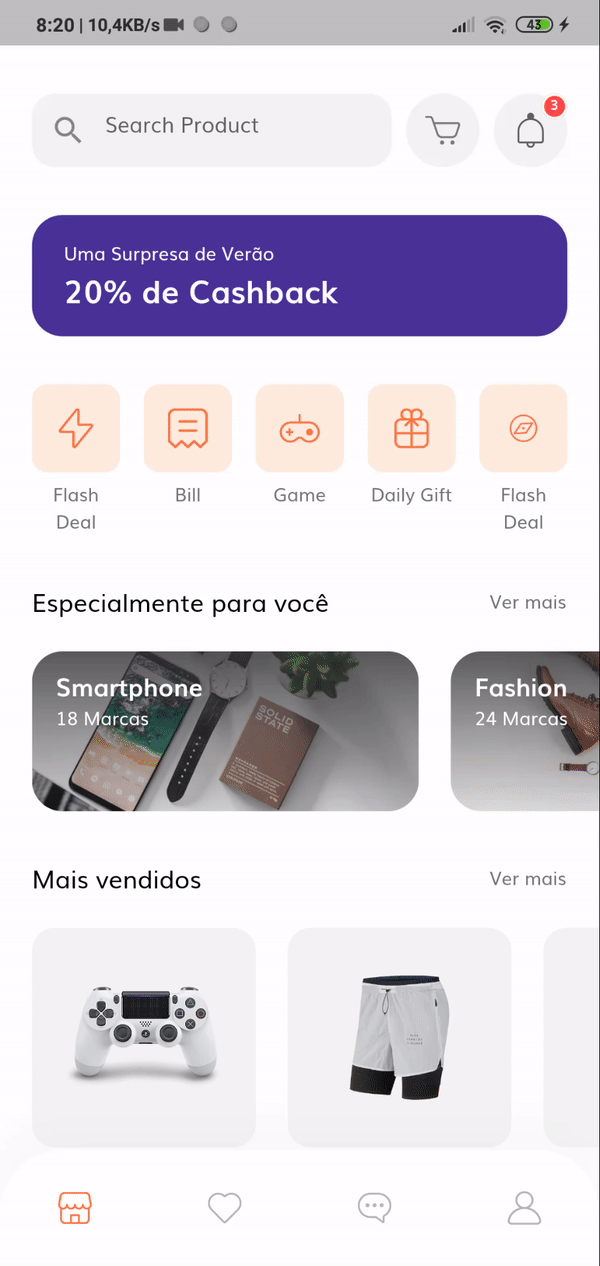 8:20 | 10,4KB/s
43
Search Product
3
Uma Surpresa de Verão
20% de Cashback
Flash
Deal
Bill
Game
Daily Gift
Flash
Deal
Especialmente para você
Ver mais
Smartphone
18 Marcas
SOLID
STATE
Fashion
24 Marcas
Mais vendidos
Ver mais